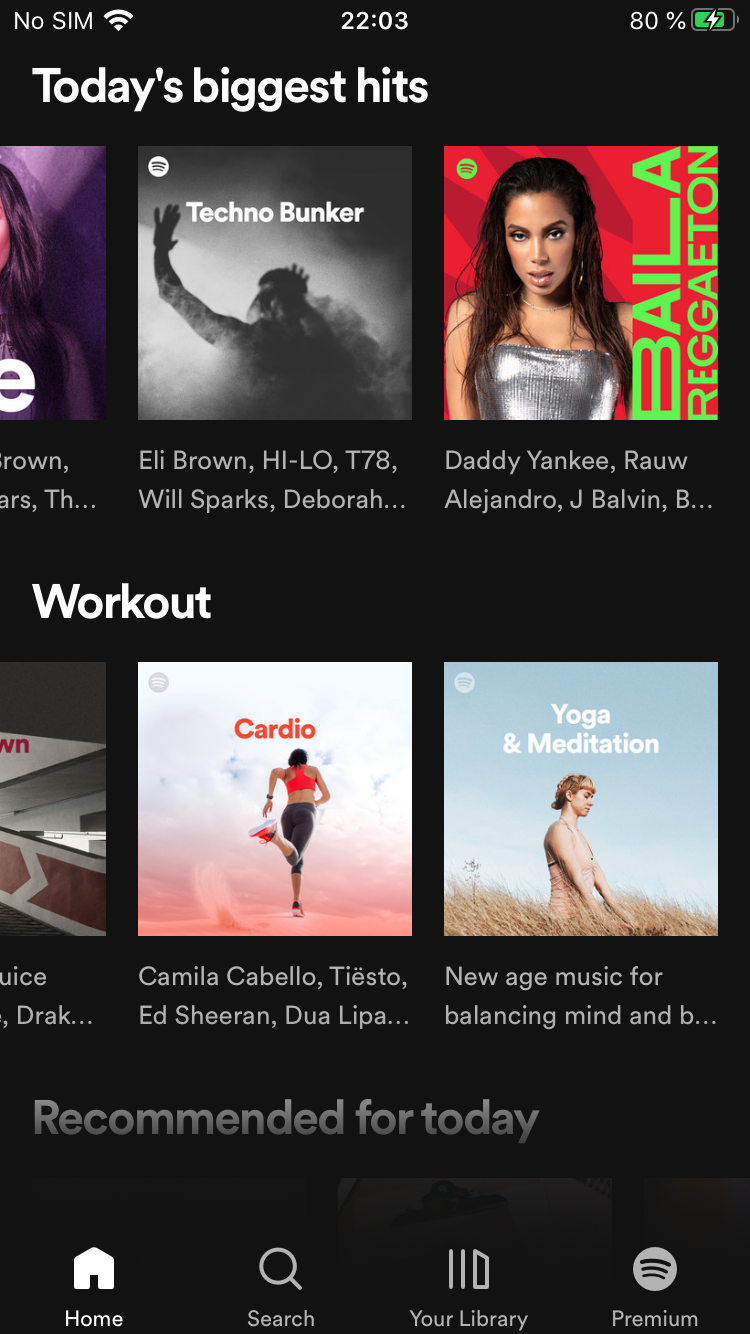 No SIM 22:03 80 %
Today's biggest hits
e
Techno Bunker
BAILA
REGGAETON
Brown,
Eli Brown, HI-LO, T78,
Daddy Yankee, Rauw
ars, Th...
Will Sparks, Deborah...
Alejandro, J Balvin, B...
Workout
wn
Cardio
Yoga
& Meditation
uice
Camila Cabello, Tiësto,
New age music for
e, Drak...
Ed Sheeran, Dua Lipa...
balancing mind and b...
Recommended for today
Home Search Your Library Premium